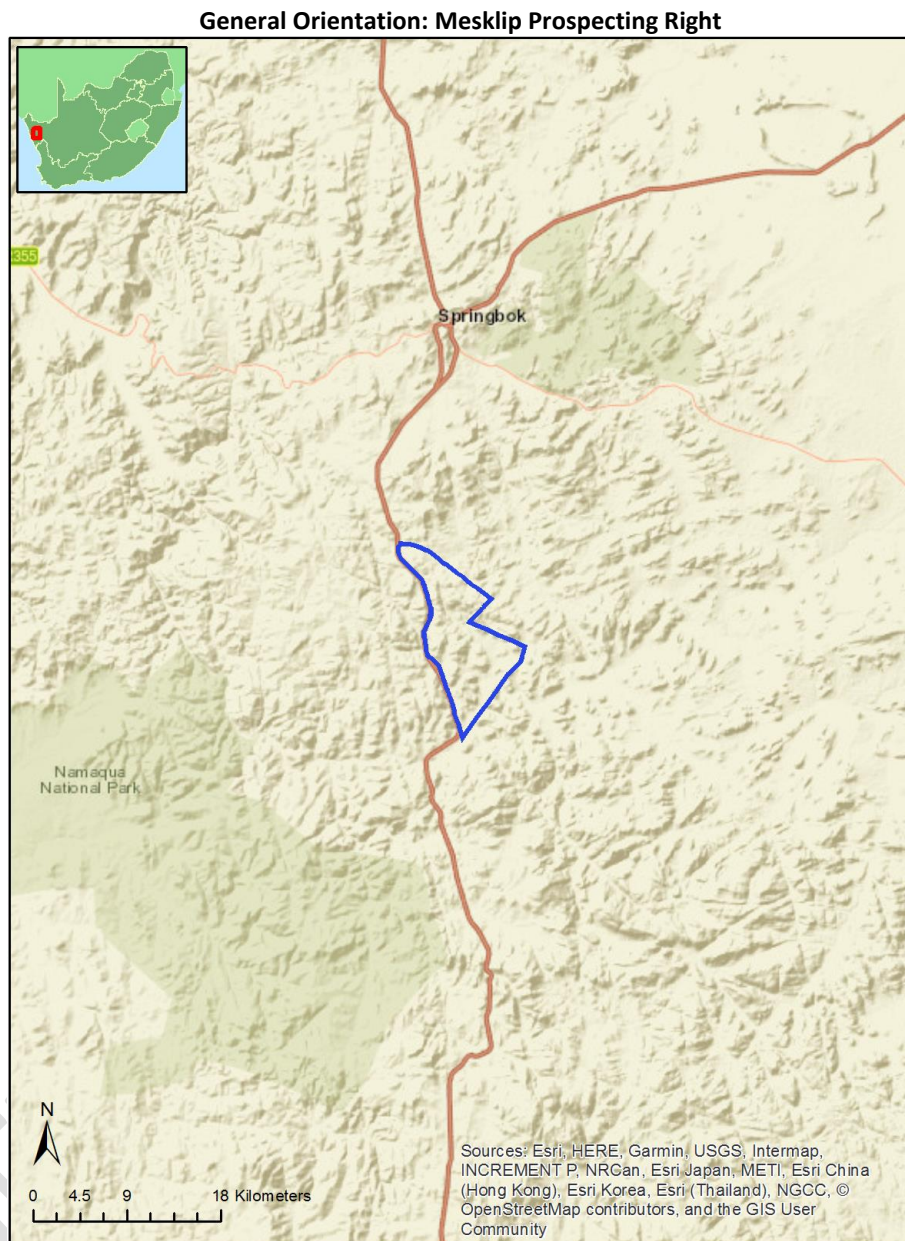 General Orientation: Mesklip Prospecting Right
355
Springbok
Namaqua
National Park
N
0 4.5 9 18 Kilometers
Sources: Esri, HERE, Garmin, USGS, Intermap,
INCREMENT P, NRCan, Esri Japan, METI, Esri China
(Hong Kong), Esri Korea, Esri (Thailand), NGCC, ©
OpenStreetMap contributors, and the GIS User
Community